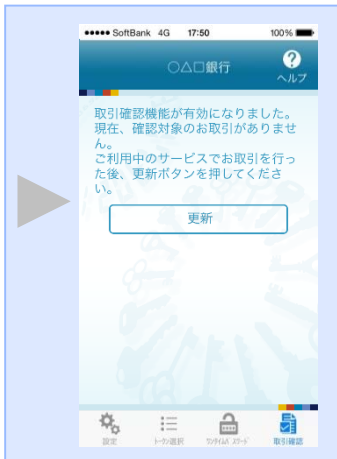 SoftBank 4G 17:50 100%
○△□銀行
?
ヘルプ
取引確認機能が有効になりました。
現在、確認対象のお取引がありませ
ん。
ご利用中のサービスでお取引を行っ
た後、更新ボタンを押してくださ
い。
更新
設定 トークン選択 ワンタイムパスワード 取引確認